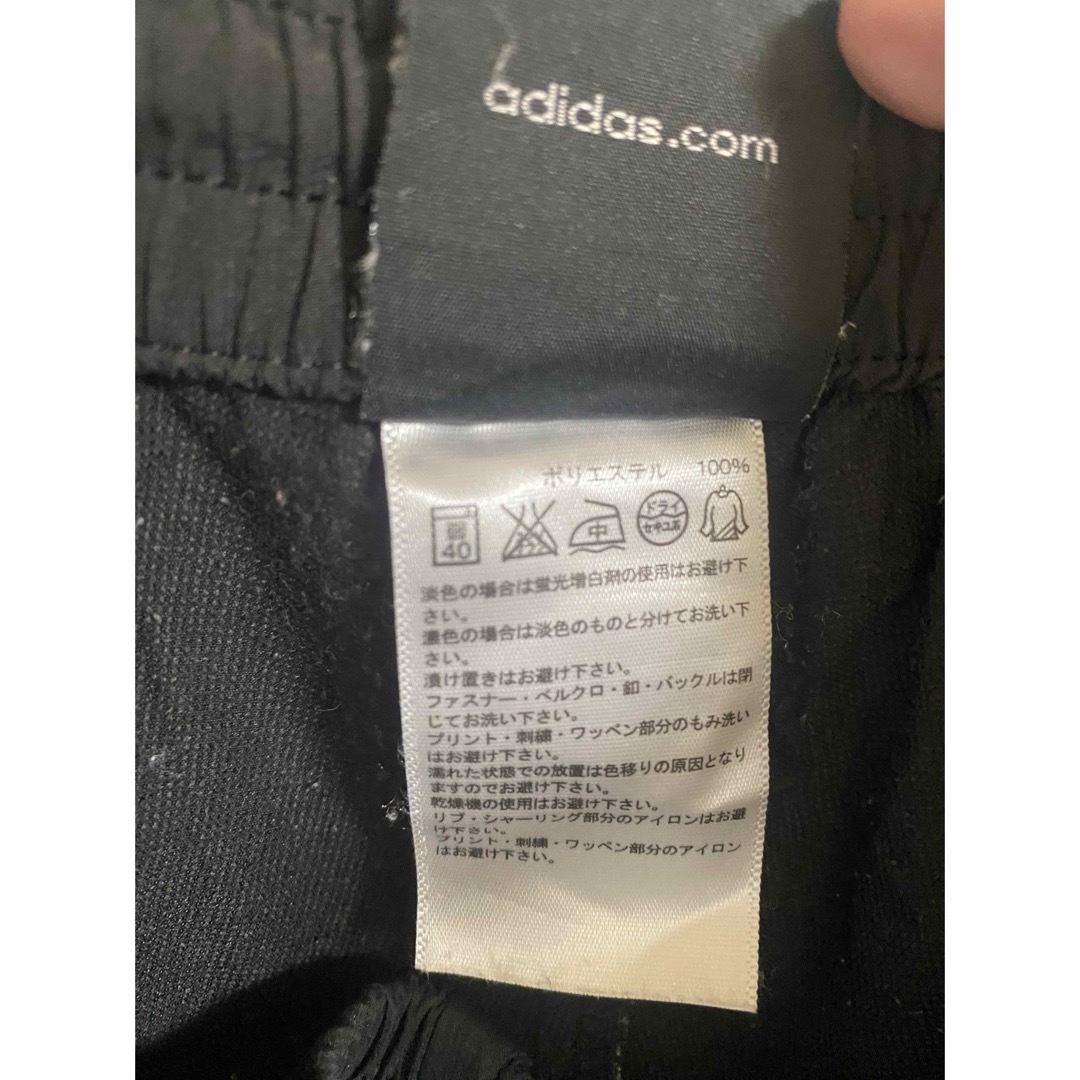 adidas.com
ポリエステル 100%
40 中 ドライ
セキユ系
淡色の場合は蛍光増白剤の使用はお避け下
さい。
濃色の場合は淡色のものと分けてお洗い下
さい。
漬け置きはお避け下さい。
ファスナー・ベルクロ・釦・バックルは閉
じてお洗い下さい。
プリント・刺繍・ワッペン部分のもみ洗い
はお避け下さい。
濡れた状態での放置は色移りの原因となり
ますのでお避け下さい。
乾燥機の使用はお避け下さい。
リブ・シャーリング部分のアイロンはお避
け下さい。
プリント・刺繍・ワッペン部分のアイロン
はお避け下さい。